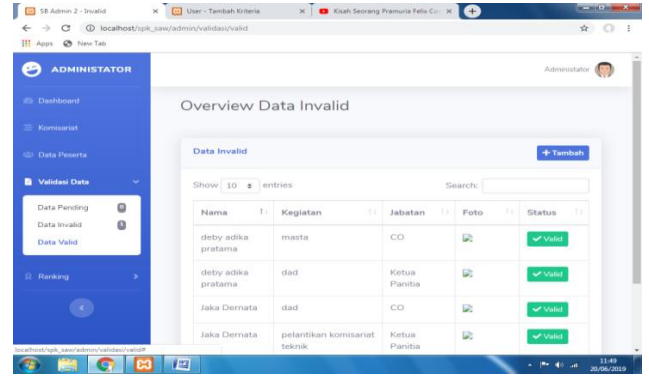 SB Admin 2 - Invalid
User - Tambah Kriteria
Kisah Seorang Pramuria Felix Co
localhost/spk_saw/admin/validasi/valid
Apps New Tab
ADMINISTATOR
Administator
Dashboard
Overview Data Invalid
Komisariat
Data Peserta
Data Invalid
Tambah
Validasi Data
Show 10 entries
Search:
Data Pending
Data Invalid
Data Valid
Ranking
Nama Kegiatan Jabatan Foto Status
deby adika pratama masta CO Valid
deby adika pratama dad Ketua Panitia Valid
Jaka Dernata dad CO Valid
Jaka Dernata pelantikan komisariat teknik Ketua Panitia Valid
localhost/spk_saw/admin/validasi/valid#
11:49
20/06/2019